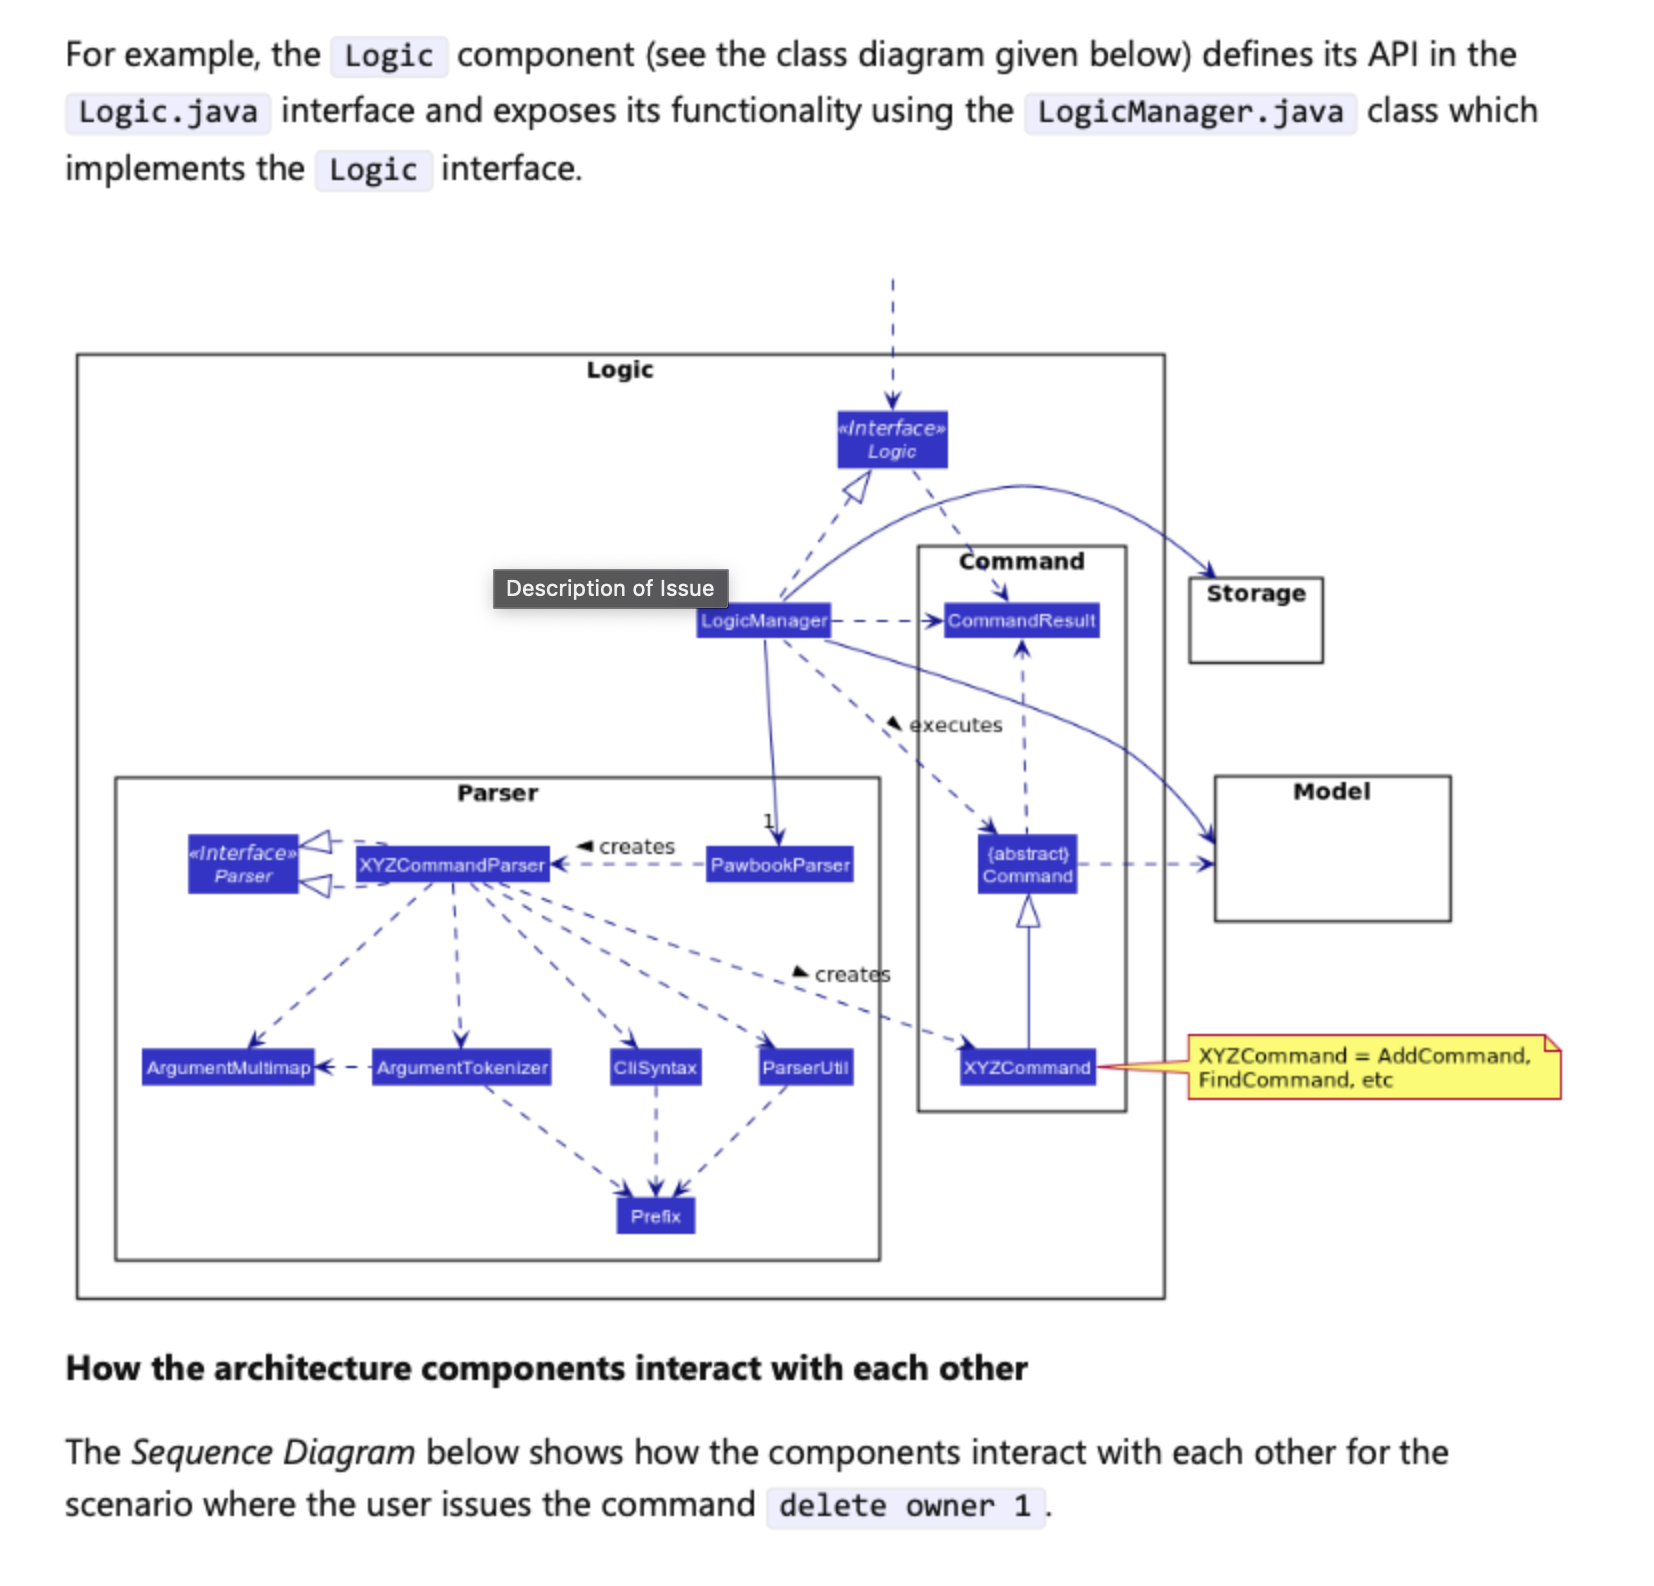 For example, the Logic component (see the class diagram given below) defines its API in the
Logic.java interface and exposes its functionality using the LogicManager.java class which
implements the Logic interface.
Logic
«Interface»
Logic
Command
Storage
Description of Issue
LogicManager
CommandResult
executes
Parser
Model
1
«Interface»
Parser
XYZCommandParser
creates
PawbookParser
{abstract}
Command
creates
ArgumentMultimap
ArgumentTokenizer
CliSyntax
ParserUtil
XYZCommand
XYZCommand = AddCommand,
FindCommand, etc
Prefix
How the architecture components interact with each other
The Sequence Diagram below shows how the components interact with each other for the
scenario where the user issues the command delete owner 1.